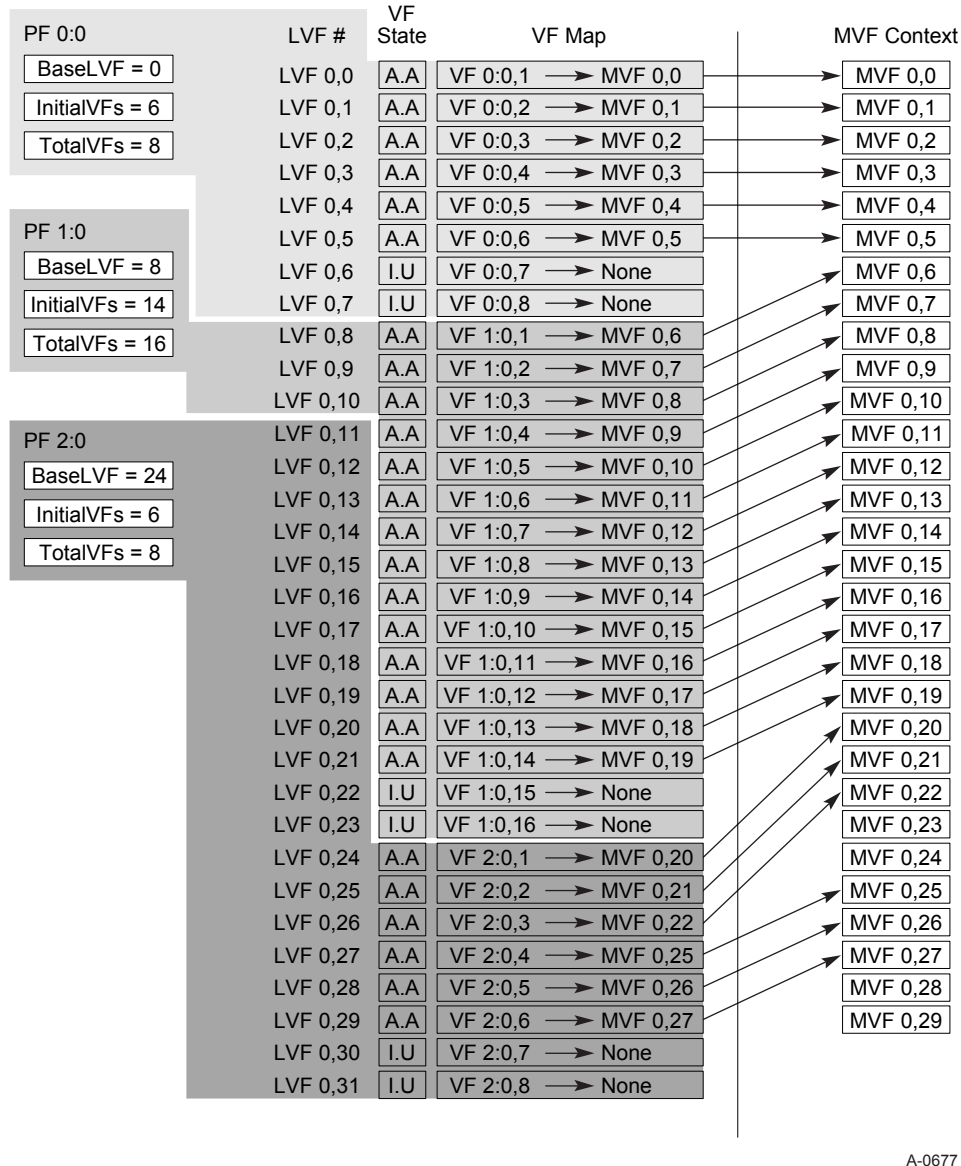 VF
PF 0:0 LVF # State VF Map MVF Context
BaseLVF = 0
InitialVFs = 6
TotalVFs = 8
PF 1:0
BaseLVF = 8
InitialVFs = 14
TotalVFs = 16
PF 2:0
BaseLVF = 24
InitialVFs = 6
TotalVFs = 8
LVF 0,0 A.A VF 0:0,1 → MVF 0,0 MVF 0,0
LVF 0,1 A.A VF 0:0,2 → MVF 0,1 MVF 0,1
LVF 0,2 A.A VF 0:0,3 → MVF 0,2 MVF 0,2
LVF 0,3 A.A VF 0:0,4 → MVF 0,3 MVF 0,3
LVF 0,4 A.A VF 0:0,5 → MVF 0,4 MVF 0,4
LVF 0,5 A.A VF 0:0,6 → MVF 0,5 MVF 0,5
LVF 0,6 I.U VF 0:0,7 → None MVF 0,6
LVF 0,7 I.U VF 0:0,8 → None MVF 0,7
LVF 0,8 A.A VF 1:0,1 → MVF 0,6 MVF 0,8
LVF 0,9 A.A VF 1:0,2 → MVF 0,7 MVF 0,9
LVF 0,10 A.A VF 1:0,3 → MVF 0,8 MVF 0,10
LVF 0,11 A.A VF 1:0,4 → MVF 0,9 MVF 0,11
LVF 0,12 A.A VF 1:0,5 → MVF 0,10 MVF 0,12
LVF 0,13 A.A VF 1:0,6 → MVF 0,11 MVF 0,13
LVF 0,14 A.A VF 1:0,7 → MVF 0,12 MVF 0,14
LVF 0,15 A.A VF 1:0,8 → MVF 0,13 MVF 0,15
LVF 0,16 A.A VF 1:0,9 → MVF 0,14 MVF 0,16
LVF 0,17 A.A VF 1:0,10 → MVF 0,15 MVF 0,17
LVF 0,18 A.A VF 1:0,11 → MVF 0,16 MVF 0,18
LVF 0,19 A.A VF 1:0,12 → MVF 0,17 MVF 0,19
LVF 0,20 A.A VF 1:0,13 → MVF 0,18 MVF 0,20
LVF 0,21 A.A VF 1:0,14 → MVF 0,19 MVF 0,21
LVF 0,22 I.U VF 1:0,15 → None MVF 0,22
LVF 0,23 I.U VF 1:0,16 → None MVF 0,23
LVF 0,24 A.A VF 2:0,1 → MVF 0,20 MVF 0,24
LVF 0,25 A.A VF 2:0,2 → MVF 0,21 MVF 0,25
LVF 0,26 A.A VF 2:0,3 → MVF 0,22 MVF 0,26
LVF 0,27 A.A VF 2:0,4 → MVF 0,25 MVF 0,27
LVF 0,28 A.A VF 2:0,5 → MVF 0,26 MVF 0,28
LVF 0,29 A.A VF 2:0,6 → MVF 0,27 MVF 0,29
LVF 0,30 I.U VF 2:0,7 → None
LVF 0,31 I.U VF 2:0,8 → None
A-0677